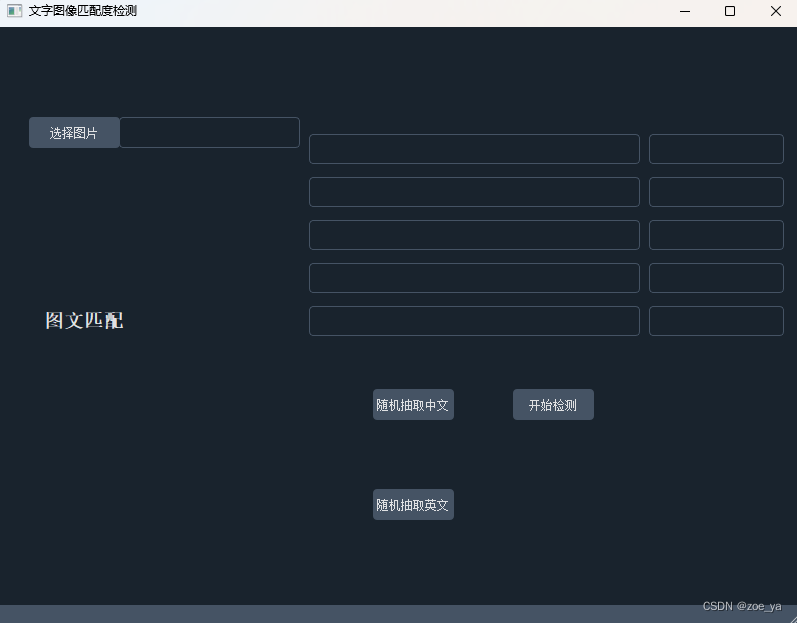 文字图像匹配度检测
选择图片
图文匹配
随机抽取中文
开始检测
随机抽取英文
CSDN @zoe_ya